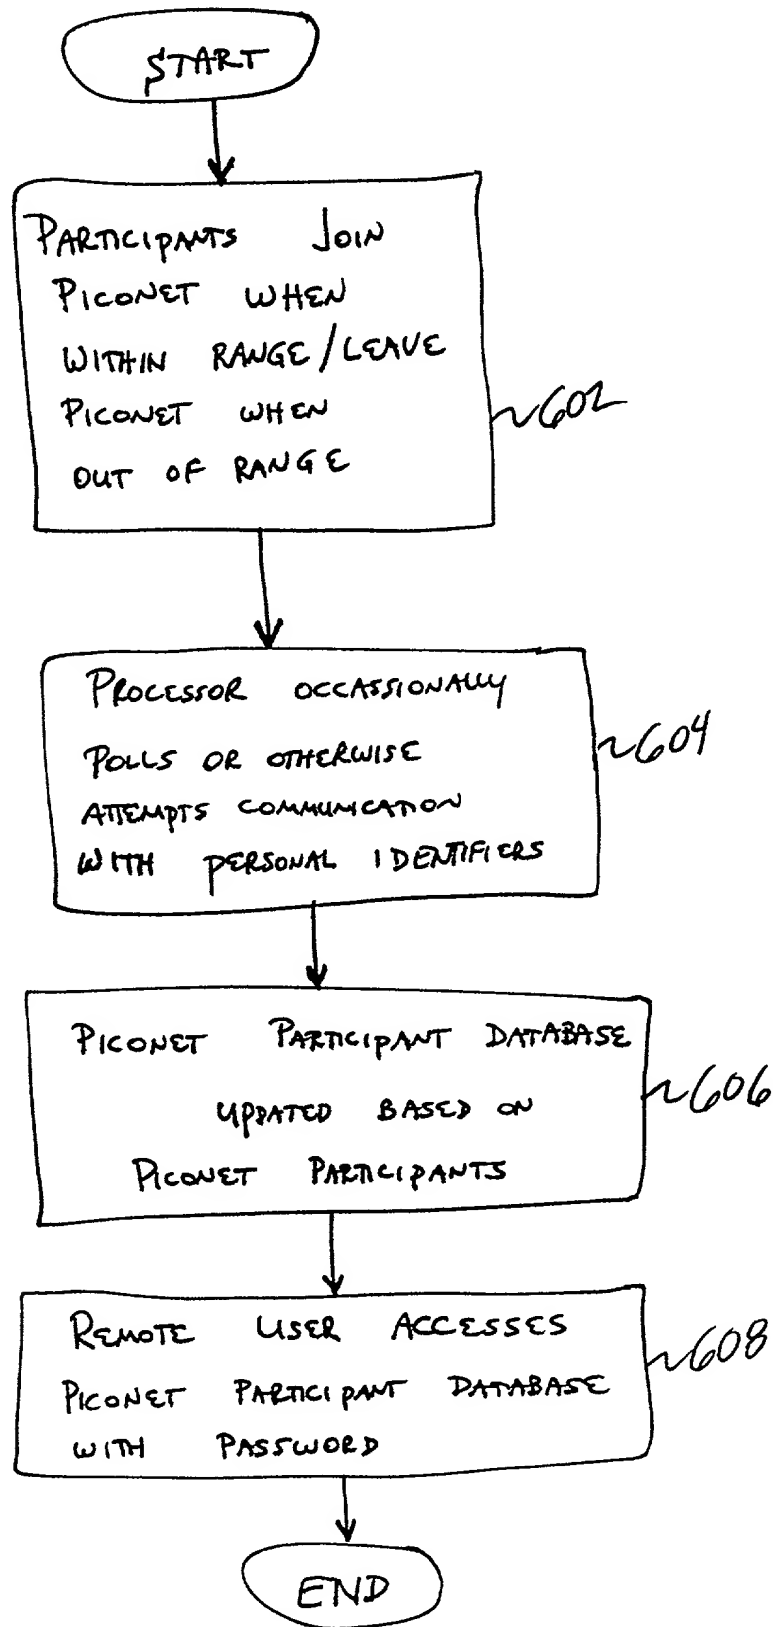 START
PARTICIPANTS JOIN
PICONET WHEN
WITHIN RANGE/LEAVE
PICONET WHEN
OUT OF RANGE
602
PROCESSOR OCCASSIONALLY
POLLS OR OTHERWISE
ATTEMPTS COMMUNICATION
WITH PERSONAL IDENTIFIERS
604
PICONET PARTICIPANT DATABASE
UPDATED BASED ON
PICONET PARTICIPANTS
606
REMOTE USER ACCESSES
PICONET PARTICIPANT DATABASE
WITH PASSWORD
608
END